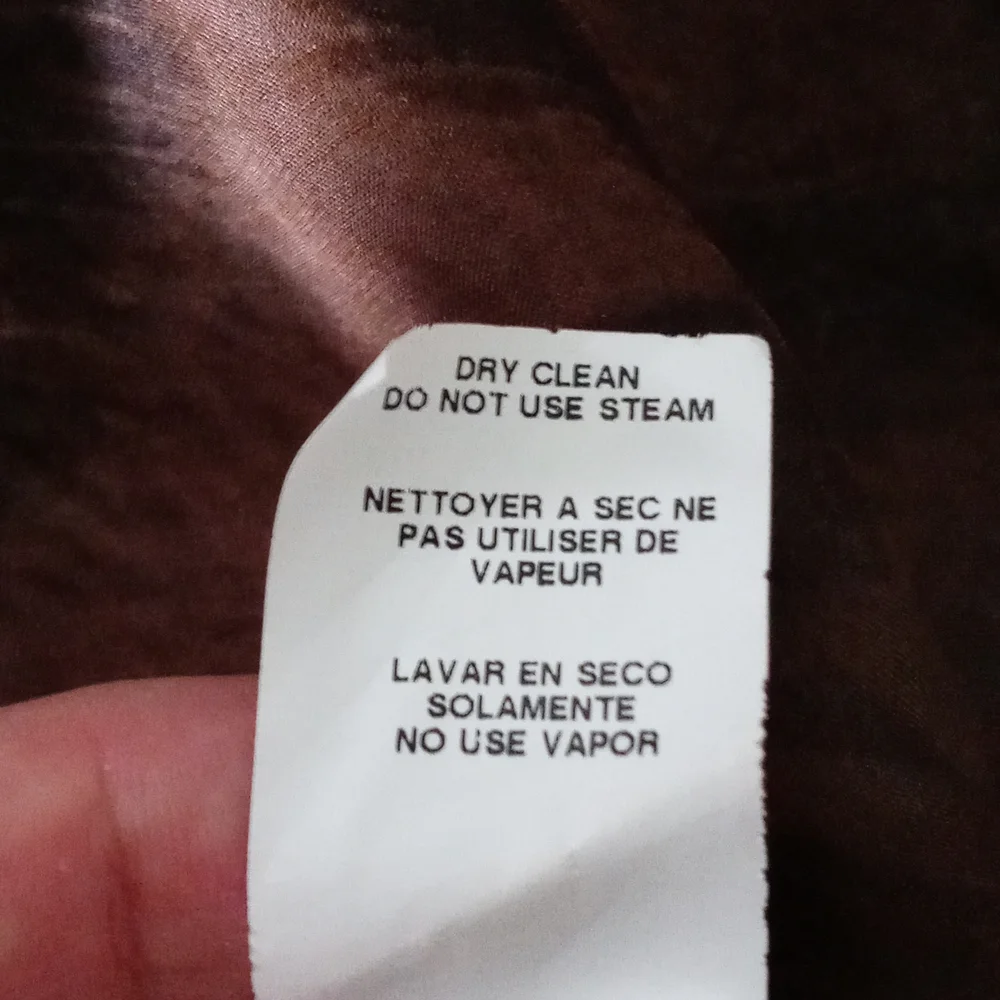 DRY CLEAN
DO NOT USE STEAM
NETTOYER A SEC NE
PAS UTILISER DE
VAPEUR
LAVAR EN SECO
SOLAMENTE
NO USE VAPOR